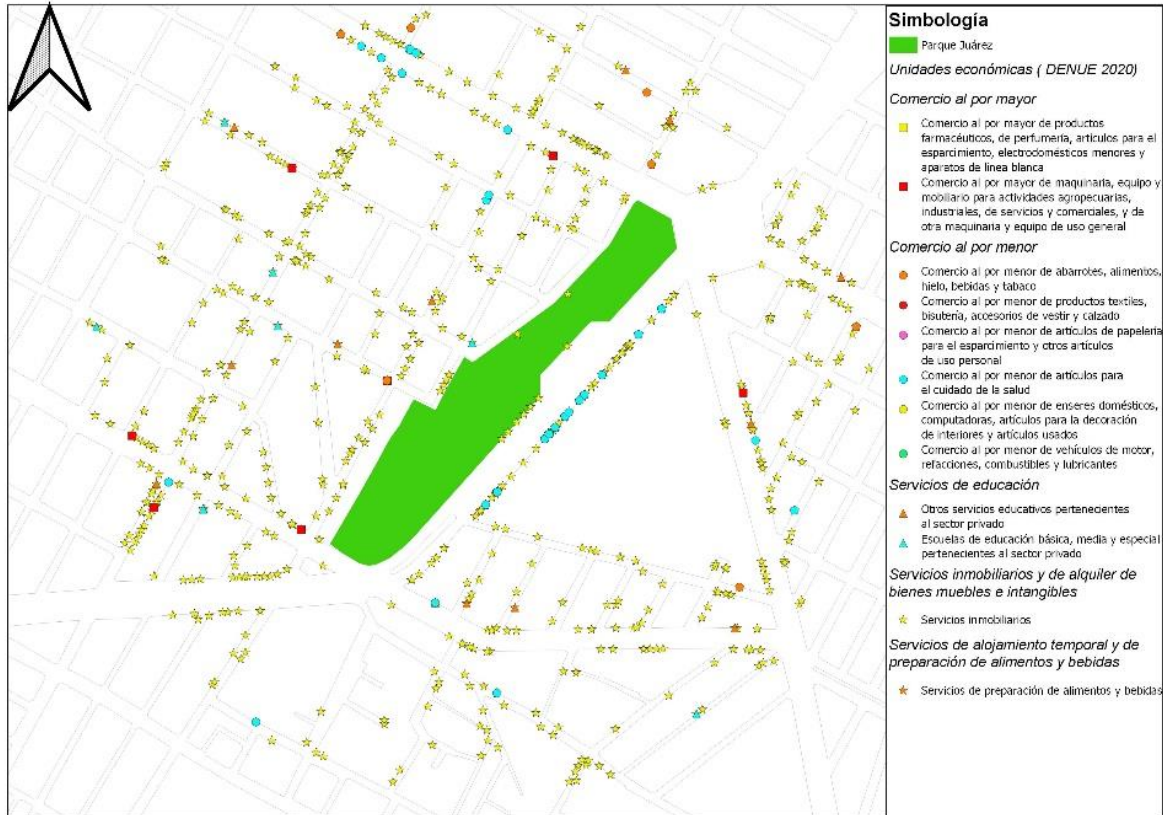 Simbología
Parque Juárez
Unidades económicas ( DENUE 2020)
Comercio al por mayor
Comercio al por mayor de productos
farmacéuticos, de perfumería, artículos para el
esparcimiento, electrodomésticos menores y
aparatos de linea blanca
Comercio al por mayor de maquinaria, equipo y
mobiliario para actividades agropecuarias,
industriales, de servicios y comerciales, y de
otra maquinaria y equipo de uso general
Comercio al por menor
Comercio al por menor de abarrotes, alimentos,
hielo, bebidas y tabaco
Comercio al por menor de productos textiles,
bisutería, accesorios de vestir y calzado
Comercio al por menor de artículos de papelería
para el esparcimiento y otros artículos
de uso personal
Comercio al por menor de artículos para
el cuidado de la salud
Comercio al por menor de enseres domésticos,
computadoras, artículos para la decoración
de interiores y artículos usados
Comercio al por menor de vehículos de motor,
refacciones, combustibles y lubricantes
Servicios de educación
Otros servicios educativos pertenecientes
al sector privado
Escuelas de educación básica, media y especial
pertenecientes al sector privado
Servicios inmobiliarios y de alquiler de
bienes muebles e intangibles
Servicios inmobiliarios
Servicios de alojamiento temporal y de
preparación de alimentos y bebidas
Servicios de preparación de alimentos y bebidas